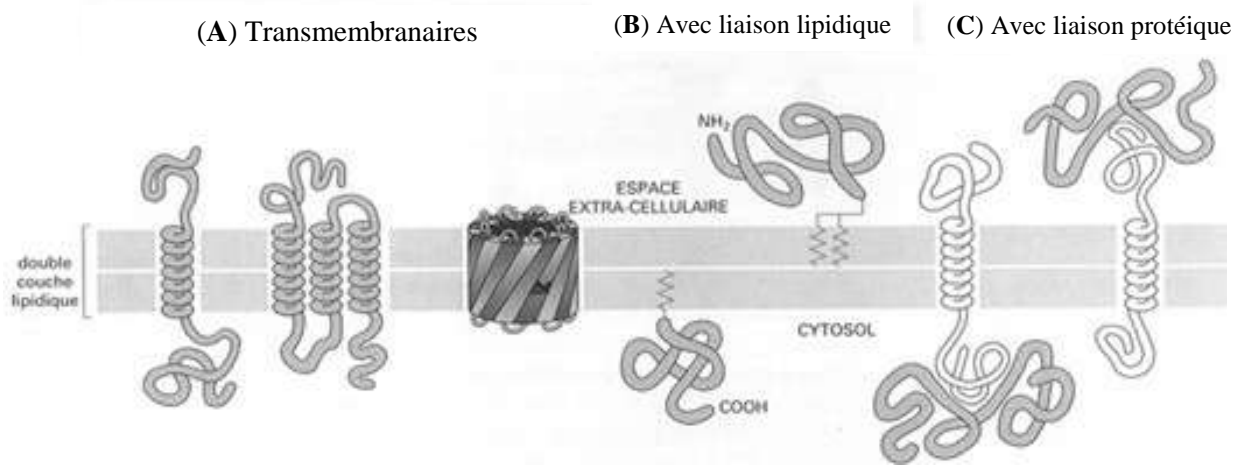 (A) Transmembranaires
(B) Avec liaison lipidique
(C) Avec liaison protéique
NH2
ESPACE
EXTRA-CELLULAIRE
double
couche
lipidique
CYTOSOL
COOH